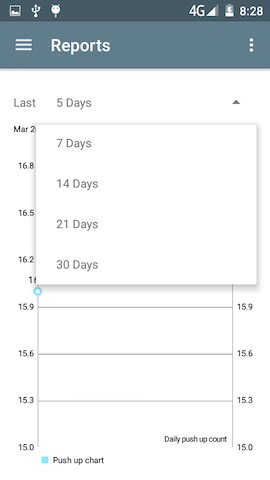 4G 8:28
Reports
Last 5 Days
Mar
7 Days
16.8
14 Days
16.5
21 Days
16.2
30 Days
15.9 15.9
15.6 15.6
15.3 15.3
Daily push up count
15.0 15.0
Push up chart